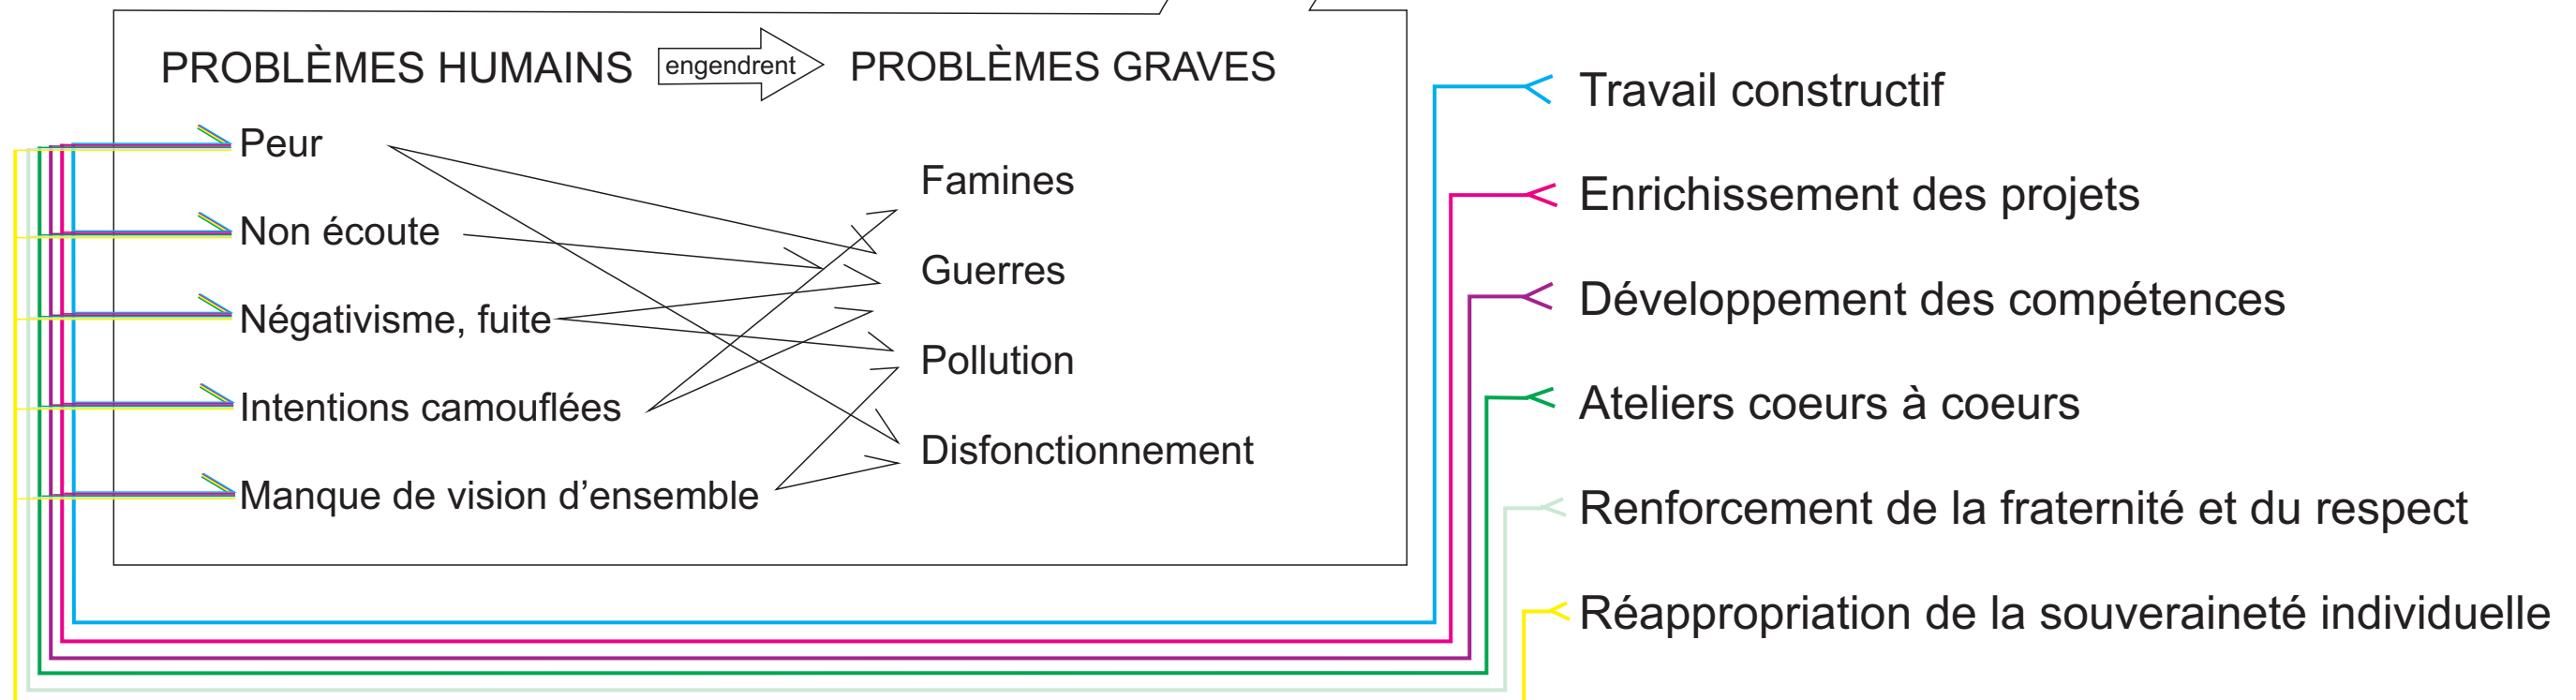 PROBLÈMES HUMAINS engendrent PROBLÈMES GRAVES
Peur
Non écoute
Négativisme, fuite
Intentions camouflées
Manque de vision d’ensemble
Famines
Guerres
Pollution
Disfonctionnement
Travail constructif
Enrichissement des projets
Développement des compétences
Ateliers coeurs à coeurs
Renforcement de la fraternité et du respect
Réappropriation de la souveraineté individuelle